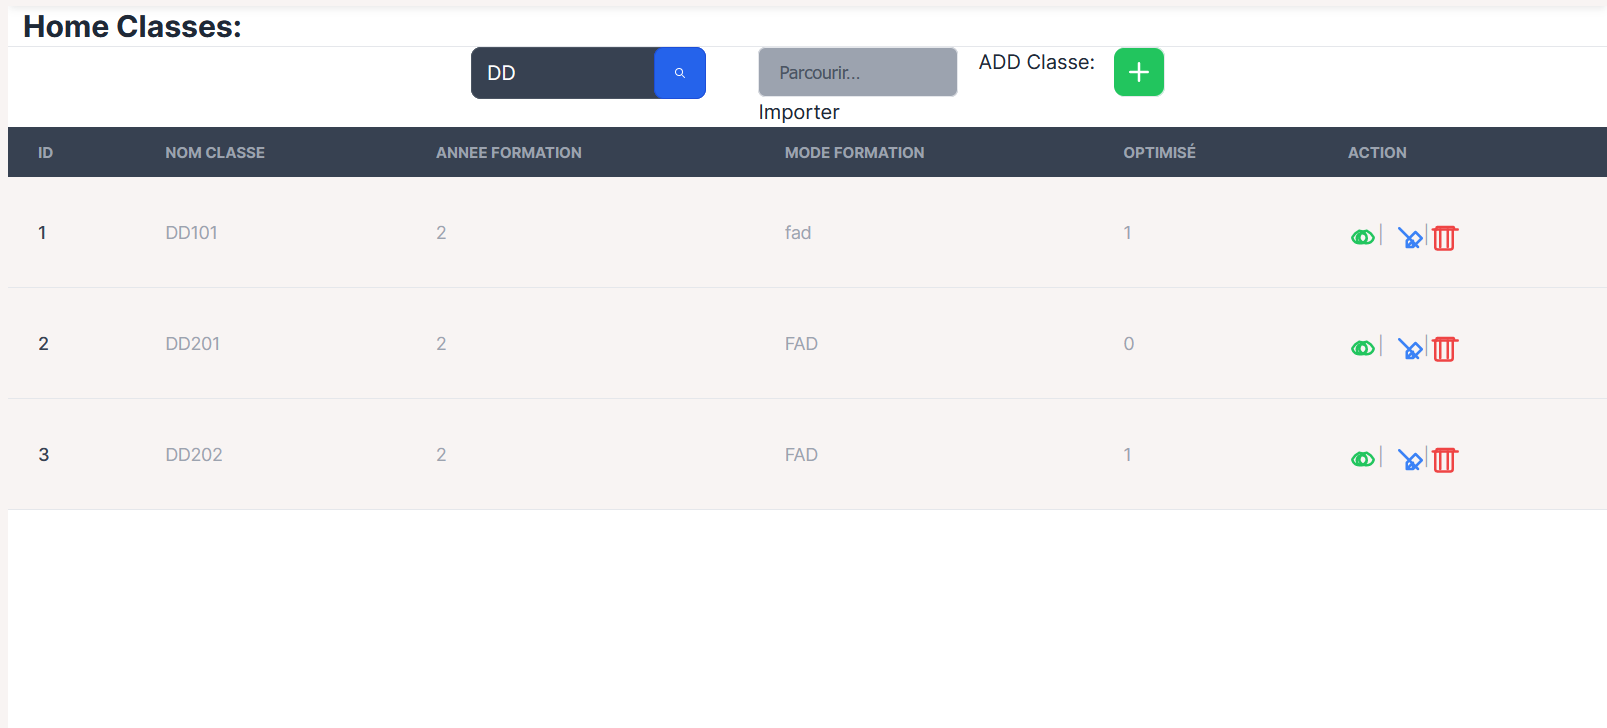 Home Classes:
DD
Parcourir...
ADD Classe:
Importer
ID NOM CLASSE ANNEE FORMATION MODE FORMATION OPTIMISÉ ACTION
1 DD101 2 fad 1 | |
2 DD201 2 FAD 0 | |
3 DD202 2 FAD 1 | |